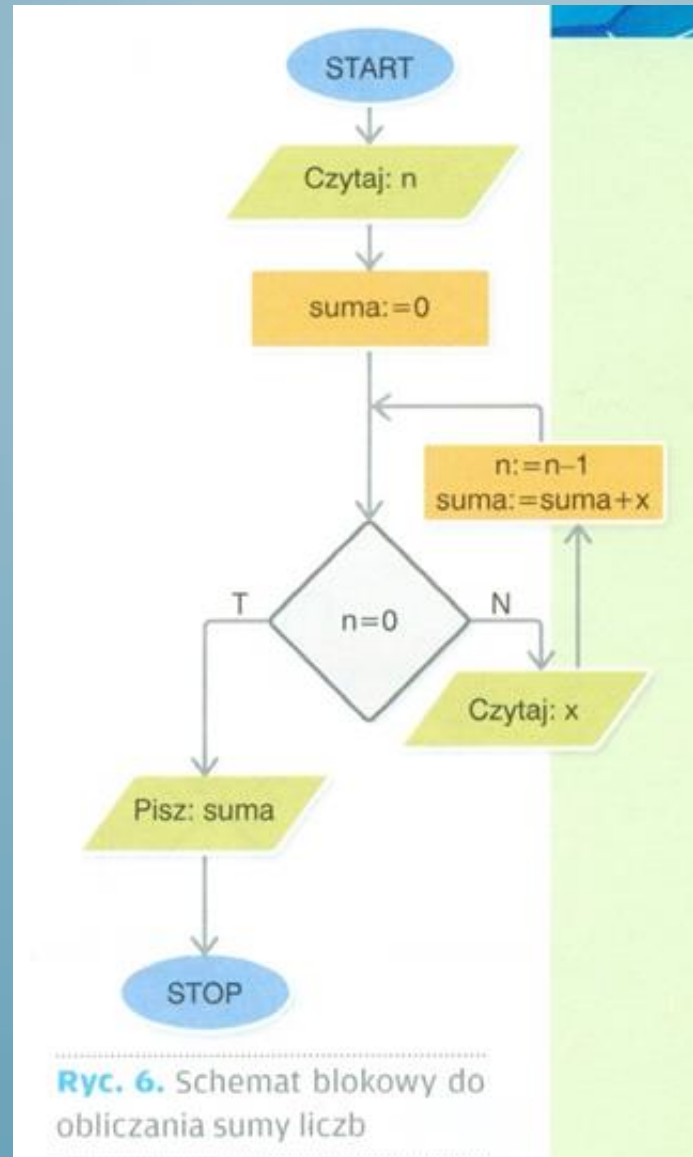 START
Czytaj: n
suma:=0
n:=n–1
suma:=suma+x
n=0
T
N
Czytaj: x
Pisz: suma
STOP
Ryc. 6. Schemat blokowy do
obliczania sumy liczb